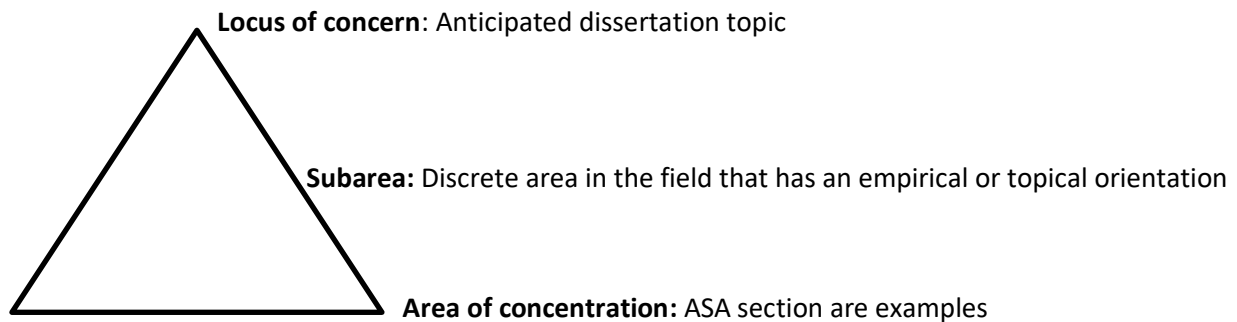 Locus of concern: Anticipated dissertation topic
Subarea: Discrete area in the field that has an empirical or topical orientation
Area of concentration: ASA section are examples